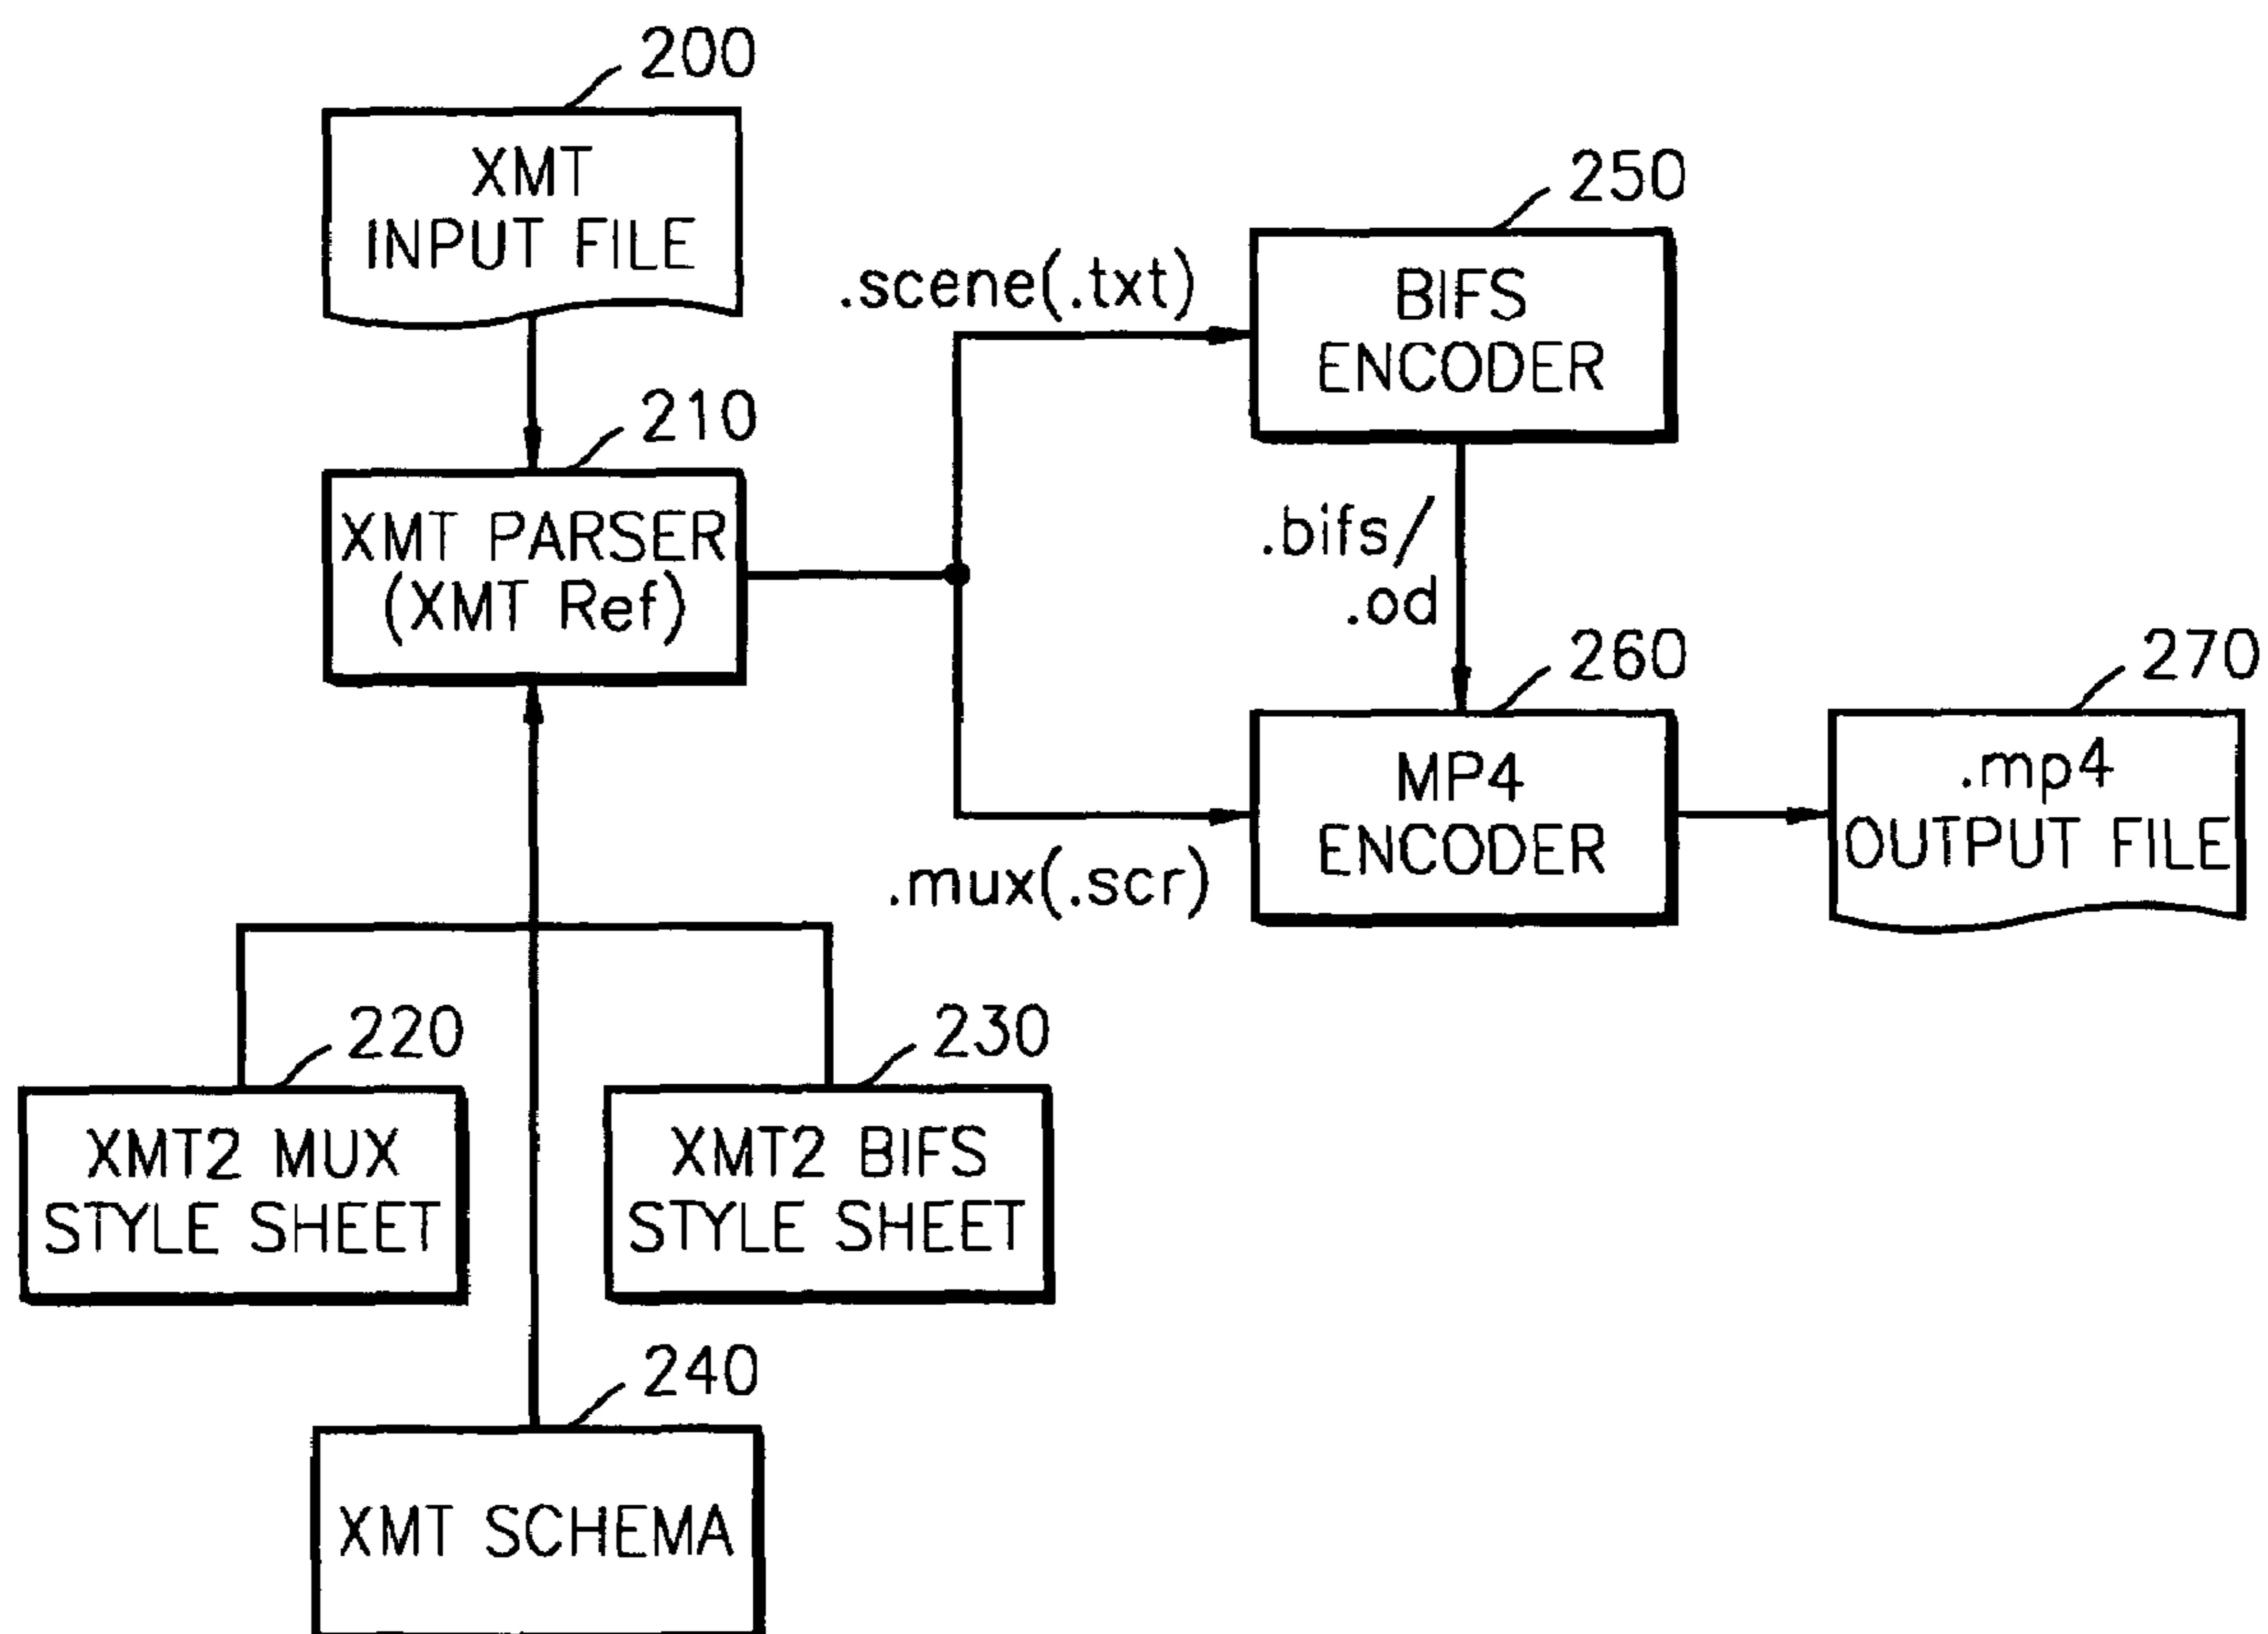 200
XMT
INPUT FILE
210
XMT PARSER
(XMT Ref)
.scene(.txt)
250
BIFS
ENCODER
.bifs/
.od
260
MP4
ENCODER
.mux(.scr)
270
.mp4
OUTPUT FILE
220
XMT2 MUX
STYLE SHEET
230
XMT2 BIFS
STYLE SHEET
240
XMT SCHEMA